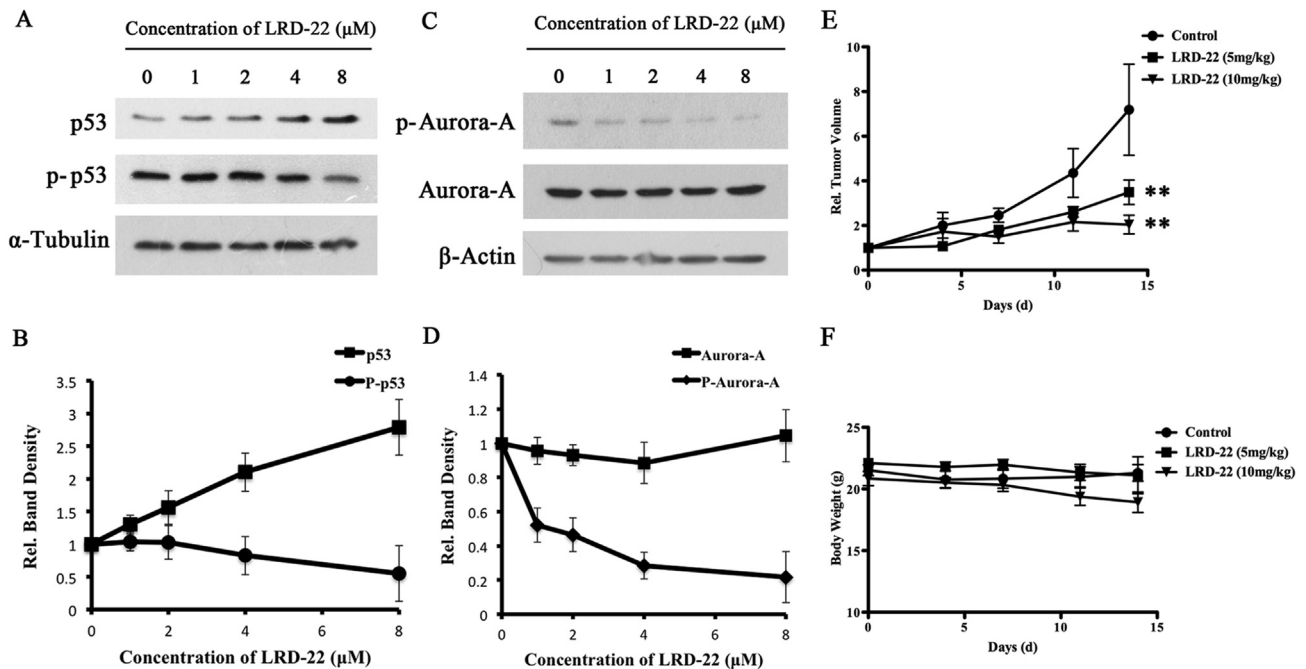 A
Concentration of LRD-22 (μM)
0 1 2 4 8
p53
p-p53
α-Tubulin
C
Concentration of LRD-22 (μM)
0 1 2 4 8
p-Aurora-A
Aurora-A
β-Actin
E
Control
LRD-22 (5mg/kg)
LRD-22 (10mg/kg)
Rel. Tumor Volume
10
8
6
4
2
0
**
**
0 5 10 15
Days (d)
B
p53
P-p53
Rel. Band Density
3.5
3
2.5
2
1.5
1
0.5
0
0 2 4 6 8
Concentration of LRD-22 (μM)
D
Aurora-A
P-Aurora-A
Rel. Band Density
1.4
1.2
1
0.8
0.6
0.4
0.2
0
0 2 4 6 8
Concentration of LRD-22 (μM)
F
Control
LRD-22 (5mg/kg)
LRD-22 (10mg/kg)
Body Weight (g)
25
20
15
10
0 5 10 15
Days (d)